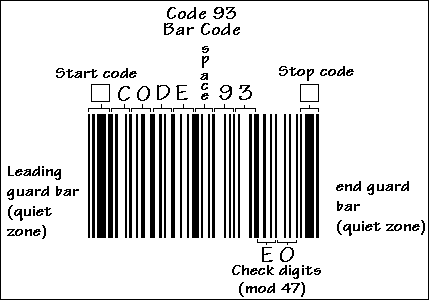 Code 93
Bar Code
Start code
space
Stop code
C O D E 9 3
Leading
guard bar
(quiet
zone)
end guard
bar
(quiet zone)
E O
Check digits
(mod 47)